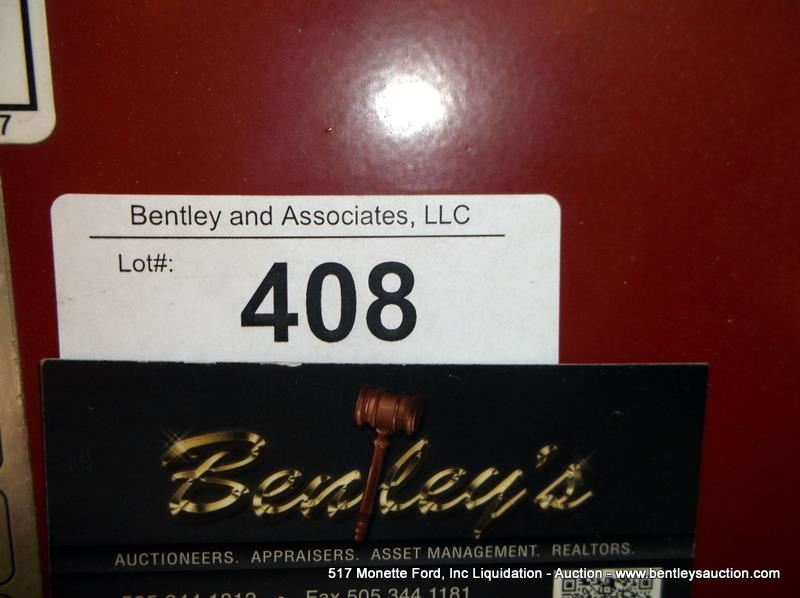 7
Bentley and Associates, LLC
Lot#:
408
Bentley's
AUCTIONEERS. APPRAISERS. ASSET MANAGEMENT. REALTORS.
• Fax 505.344.1181
517 Monette Ford, Inc Liquidation - Auction - www.bentleysauction.com